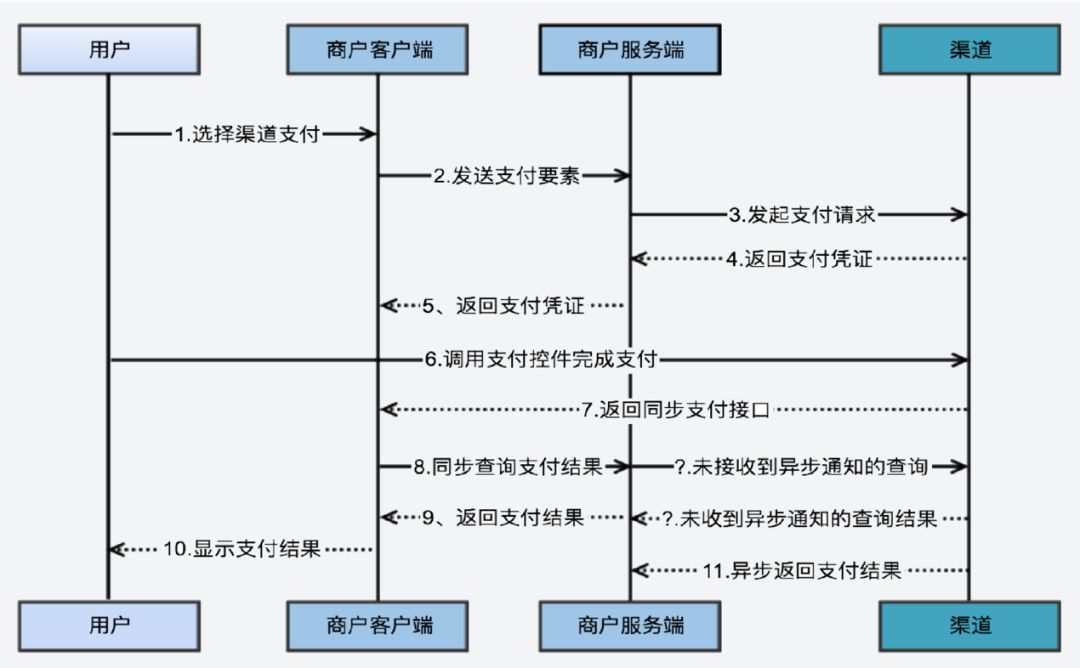 用户
商户客户端
商户服务端
渠道
1.选择渠道支付
2.发送支付要素
3.发起支付请求
4.返回支付凭证
5、返回支付凭证
6.调用支付控件完成支付
7.返回同步支付接口
8.同步查询支付结果
?.未接收到异步通知的查询
9、返回支付结果
?.未收到异步通知的查询结果
10.显示支付结果
11.异步返回支付结果
用户
商户客户端
商户服务端
渠道